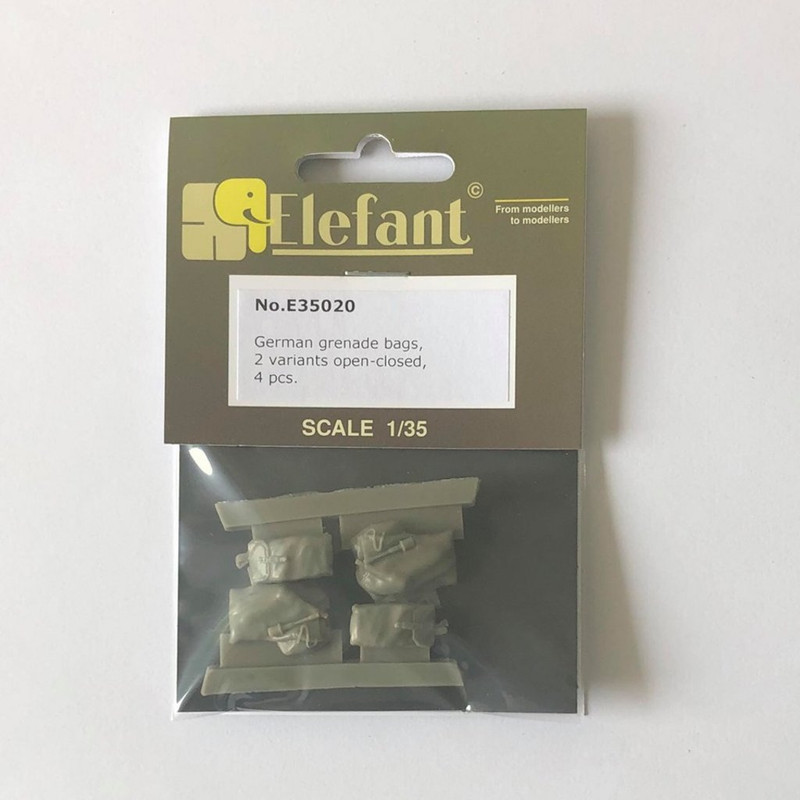 Elefant ©
From modellers
to modellers
No.E35020
German grenade bags,
2 variants open-closed,
4 pcs.
SCALE 1/35